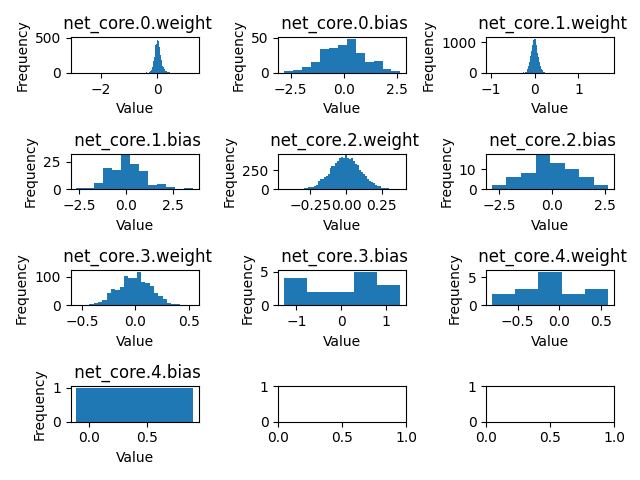 net_core.0.weight
net_core.0.bias
net_core.1.weight
Frequency
500
0
−2
0
Value
Frequency
50
0
−2.5
0.0
2.5
Value
Frequency
1000
0
−1
0
1
Value
net_core.1.bias
net_core.2.weight
net_core.2.bias
Frequency
25
0
−2.5
0.0
2.5
Value
Frequency
250
0
−0.25
0.00
0.25
Value
Frequency
10
0
−2.5
0.0
2.5
Value
net_core.3.weight
net_core.3.bias
net_core.4.weight
Frequency
100
0
−0.5
0.0
0.5
Value
Frequency
5
0
−1
0
1
Value
Frequency
5
0
−0.5
0.0
0.5
Value
net_core.4.bias
Frequency
1
0
0.0
0.5
Value
1
0
0.0
0.5
1.0
1
0
0.0
0.5
1.0